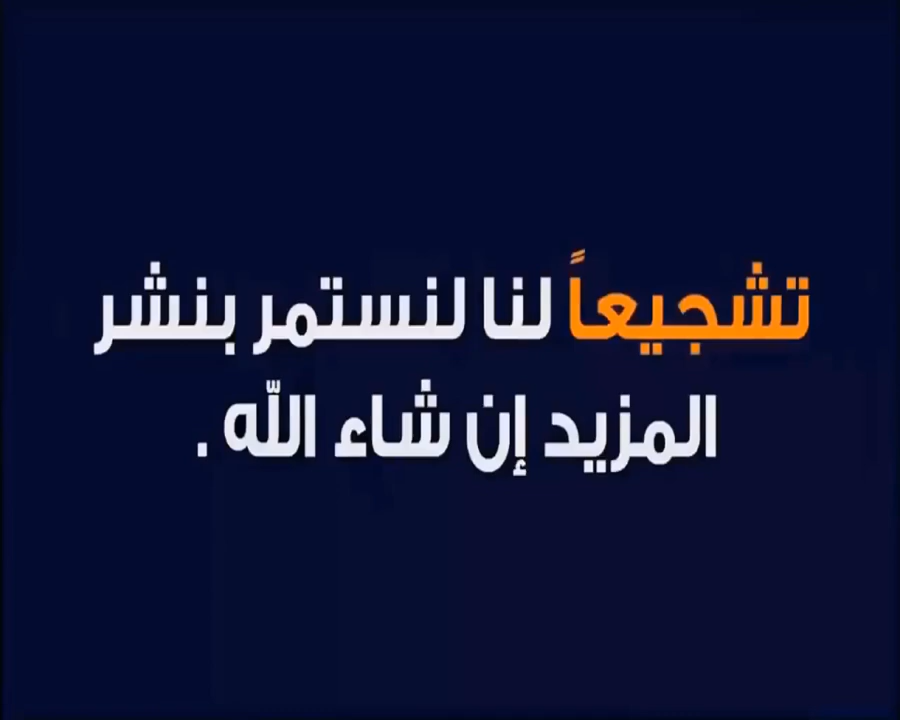 تشجيعاً لنا لنستمر بنشر
المزيد إن شاء اللّه .